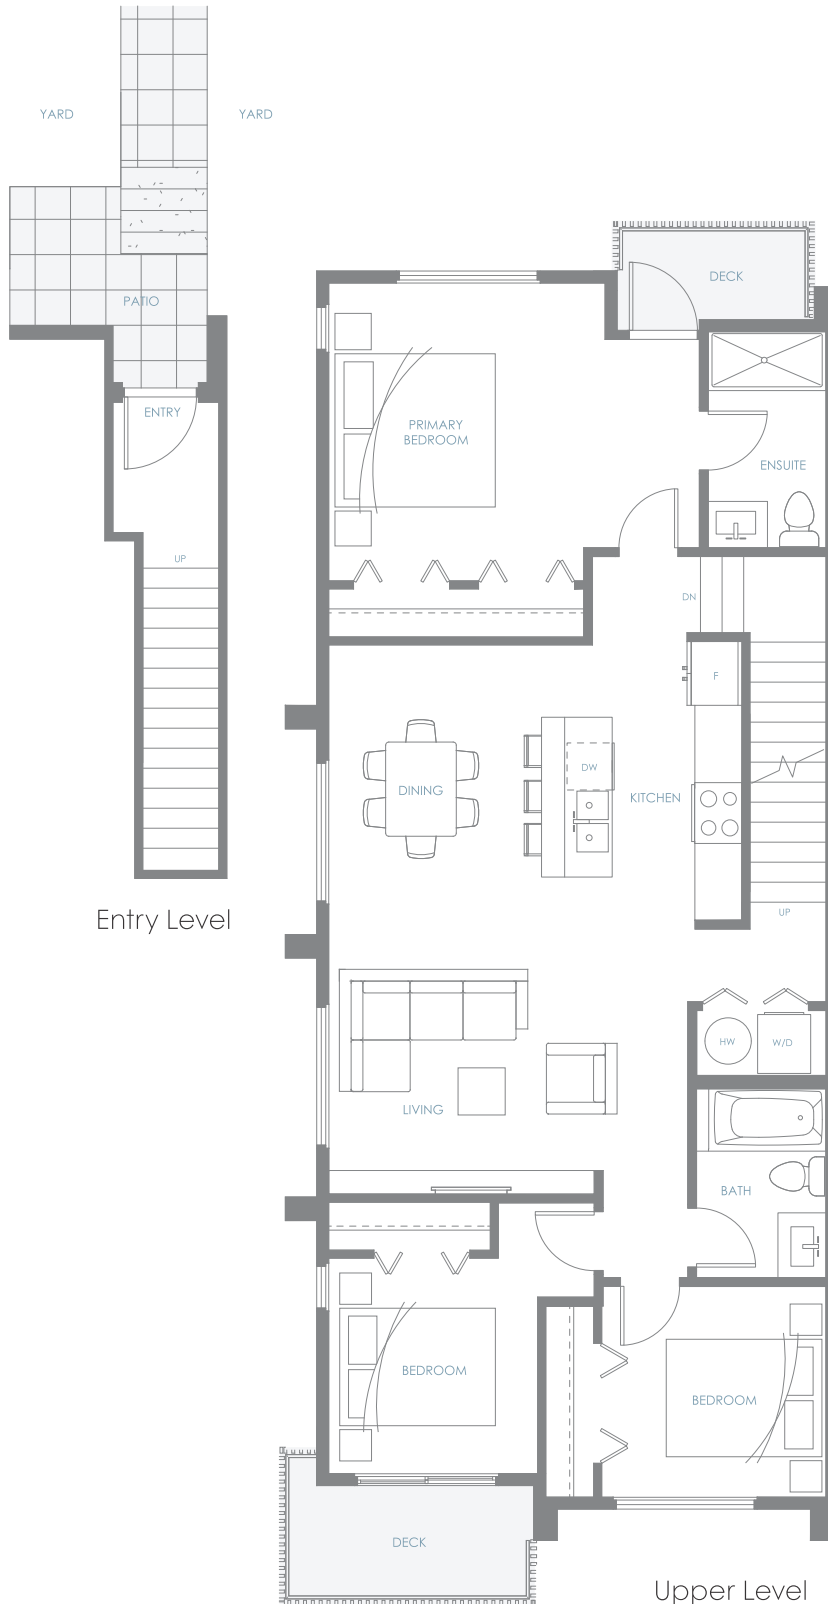 YARD
YARD
PATIO
ENTRY
UP
Entry Level
DECK
PRIMARY
BEDROOM
ENSUITE
DN
F
DW
DINING
KITCHEN
UP
HW
W/D
LIVING
BATH
BEDROOM
BEDROOM
DECK
Upper Level